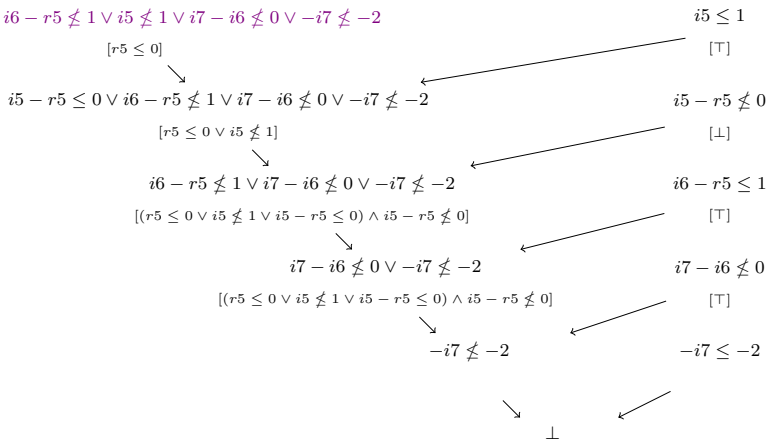 i6 − r5 ≰ 1 ∨ i5 ≰ 1 ∨ i7 − i6 ≰ 0 ∨ −i7 ≰ −2 i5 ≤ 1
[r5 ≤ 0] [⊤]
i5 − r5 ≤ 0 ∨ i6 − r5 ≰ 1 ∨ i7 − i6 ≰ 0 ∨ −i7 ≰ −2 i5 − r5 ≰ 0
[r5 ≤ 0 ∨ i5 ≰ 1] [⊥]
i6 − r5 ≰ 1 ∨ i7 − i6 ≰ 0 ∨ −i7 ≰ −2 i6 − r5 ≤ 1
[(r5 ≤ 0 ∨ i5 ≰ 1 ∨ i5 − r5 ≤ 0) ∧ i5 − r5 ≰ 0] [⊤]
i7 − i6 ≰ 0 ∨ −i7 ≰ −2 i7 − i6 ≰ 0
[(r5 ≤ 0 ∨ i5 ≰ 1 ∨ i5 − r5 ≤ 0) ∧ i5 − r5 ≰ 0] [⊤]
−i7 ≰ −2 −i7 ≤ −2
⊥